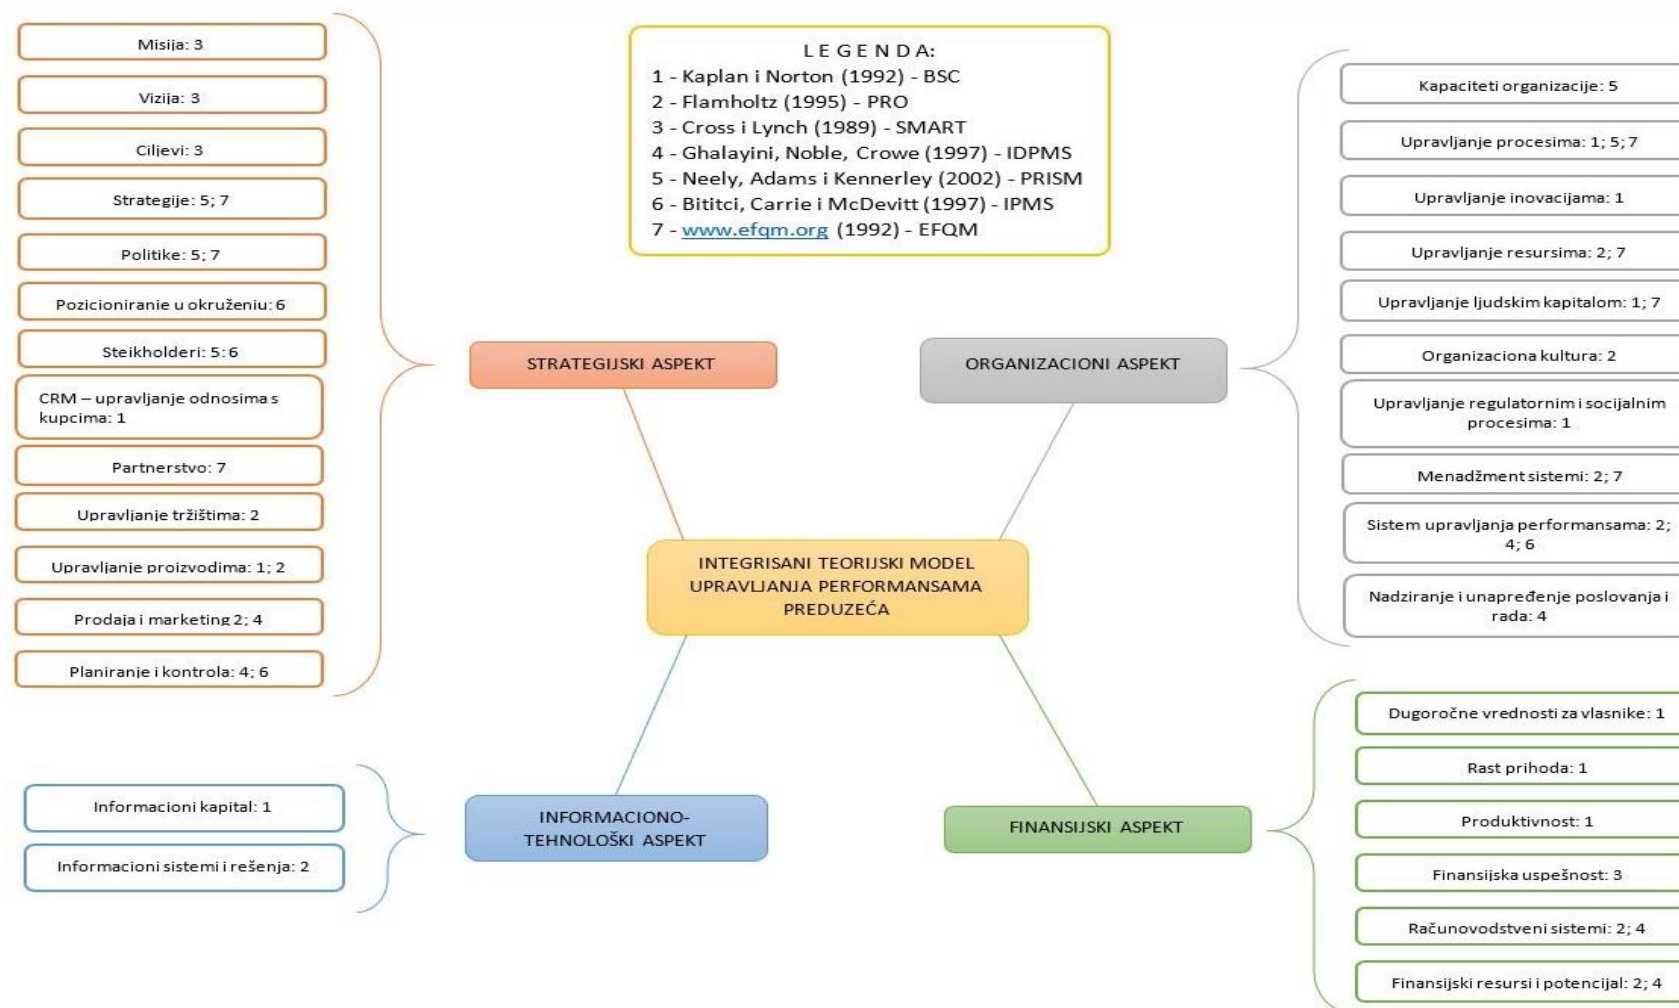 Misija: 3
Vizija: 3
Ciljevi: 3
Strategije: 5; 7
Politike: 5; 7
Pozicioniranje u okruženju: 6
Steikholderi: 5: 6
CRM – upravljanje odnosima s
kupcima: 1
Partnerstvo: 7
Upravljanje tržištima: 2
Upravljanje proizvodima: 1; 2
Prodaja i marketing 2; 4
Planiranje i kontrola: 4; 6
L E G E N D A:
1 - Kaplan i Norton (1992) - BSC
2 - Flamholtz (1995) - PRO
3 - Cross i Lynch (1989) - SMART
4 - Ghalayini, Noble, Crowe (1997) - IDPMS
5 - Neely, Adams i Kennerley (2002) - PRISM
6 - Bititci, Carrie i McDevitt (1997) - IPMS
7 - www.efqm.org (1992) - EFQM
Kapaciteti organizacije: 5
Upravljanje procesima: 1; 5; 7
Upravljanje inovacijama: 1
Upravljanje resursima: 2; 7
Upravljanje ljudskim kapitalom: 1; 7
Organizaciona kultura: 2
Upravljanje regulatornim i socijalnim
procesima: 1
Menadžment sistemi: 2; 7
Sistem upravljanja performansama: 2;
4; 6
Nadziranje i unapređenje poslovanja i
rada: 4
STRATEGIJSKI ASPEKT
ORGANIZACIONI ASPEKT
INTEGRISANI TEORIJSKI MODEL
UPRAVLJANJA PERFORMANSAMA
PREDUZEĆA
INFORMACIONO-
TEHNOLOŠKI ASPEKT
FINANSIJSKI ASPEKT
Informacioni kapital: 1
Informacioni sistemi i rešenja: 2
Dugoročne vrednosti za vlasnike: 1
Rast prihoda: 1
Produktivnost: 1
Finansijska uspešnost: 3
Računovodstveni sistemi: 2; 4
Finansijski resursi i potencijal: 2; 4